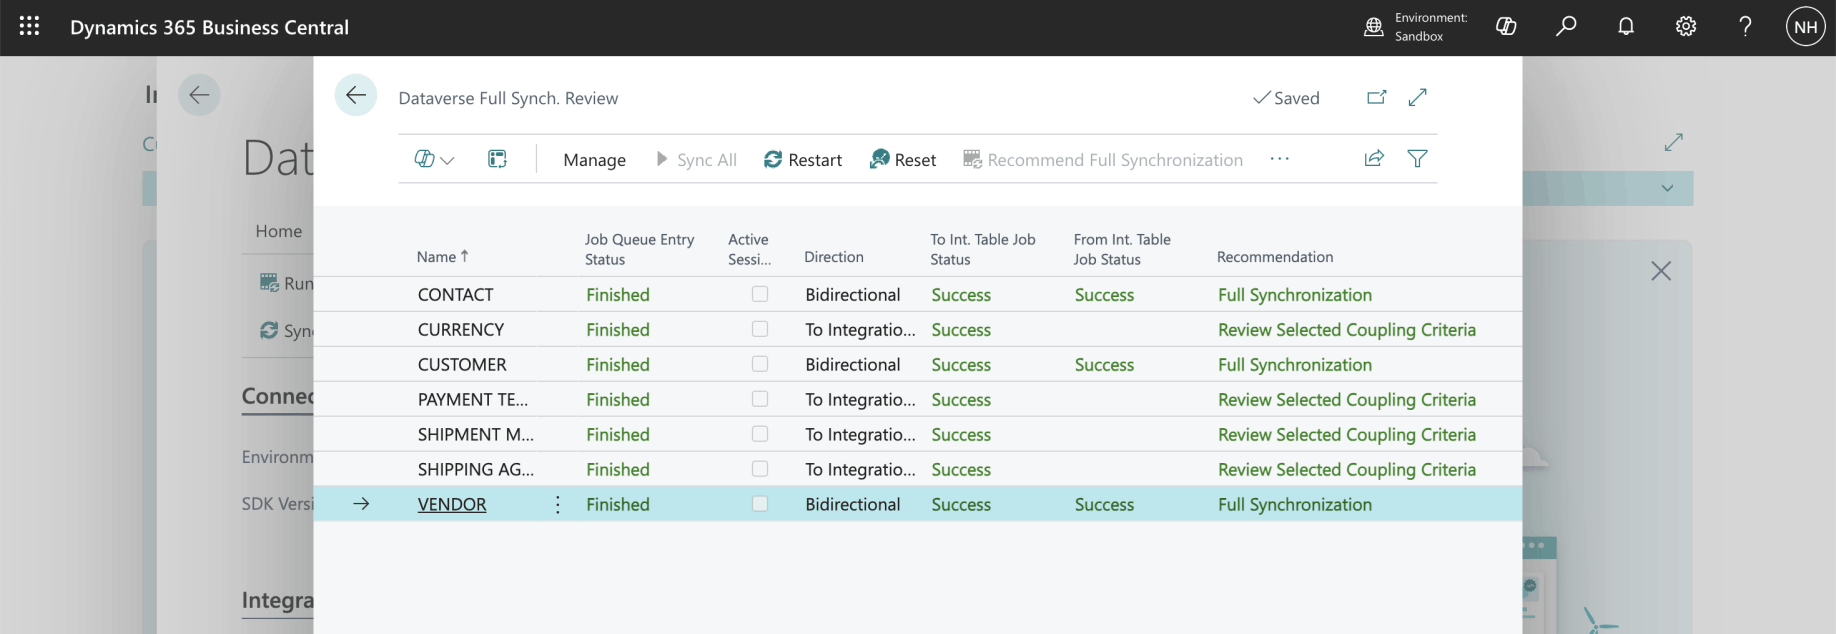 Dynamics 365 Business Central
Environment:
Sandbox
NH
Dataverse Full Synch. Review
Saved
Manage
Sync All
Restart
Reset
Recommend Full Synchronization
Dat
Home
Run
Connec
Environm
Integra
Name ↑
Job Queue Entry
Status
Active
Sessi...
Direction
To Int. Table Job
Status
From Int. Table
Job Status
Recommendation
CONTACT Finished Bidirectional Success Success Full Synchronization
CURRENCY Finished To Integratio... Success Review Selected Coupling Criteria
CUSTOMER Finished Bidirectional Success Success Full Synchronization
PAYMENT TE... Finished To Integratio... Success Review Selected Coupling Criteria
SHIPMENT M... Finished To Integratio... Success Review Selected Coupling Criteria
SHIPPING AG... Finished To Integratio... Success Review Selected Coupling Criteria
VENDOR Finished Bidirectional Success Success Full Synchronization